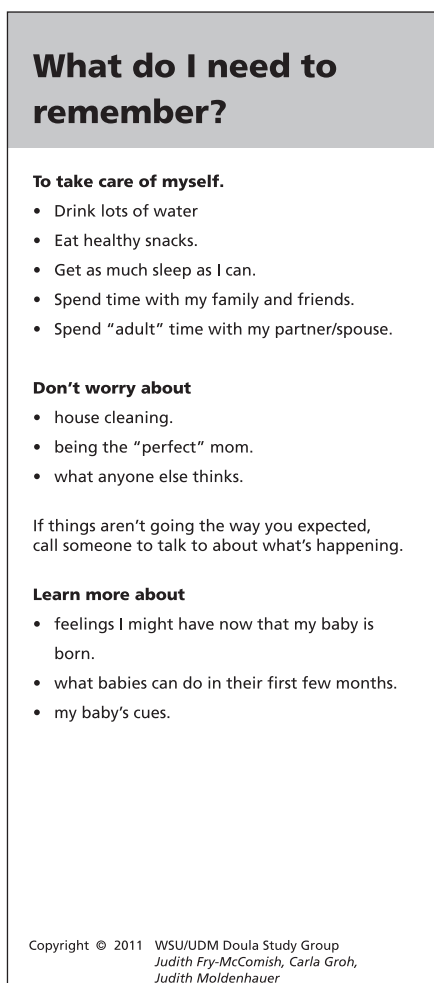 What do I need to
remember?
To take care of myself.
• Drink lots of water
• Eat healthy snacks.
• Get as much sleep as I can.
• Spend time with my family and friends.
• Spend “adult” time with my partner/spouse.
Don’t worry about
• house cleaning.
• being the “perfect” mom.
• what anyone else thinks.
If things aren’t going the way you expected,
call someone to talk to about what’s happening.
Learn more about
• feelings I might have now that my baby is
born.
• what babies can do in their first few months.
• my baby’s cues.
Copyright © 2011 WSU/UDM Doula Study Group
Judith Fry-McComish, Carla Groh,
Judith Moldenhauer